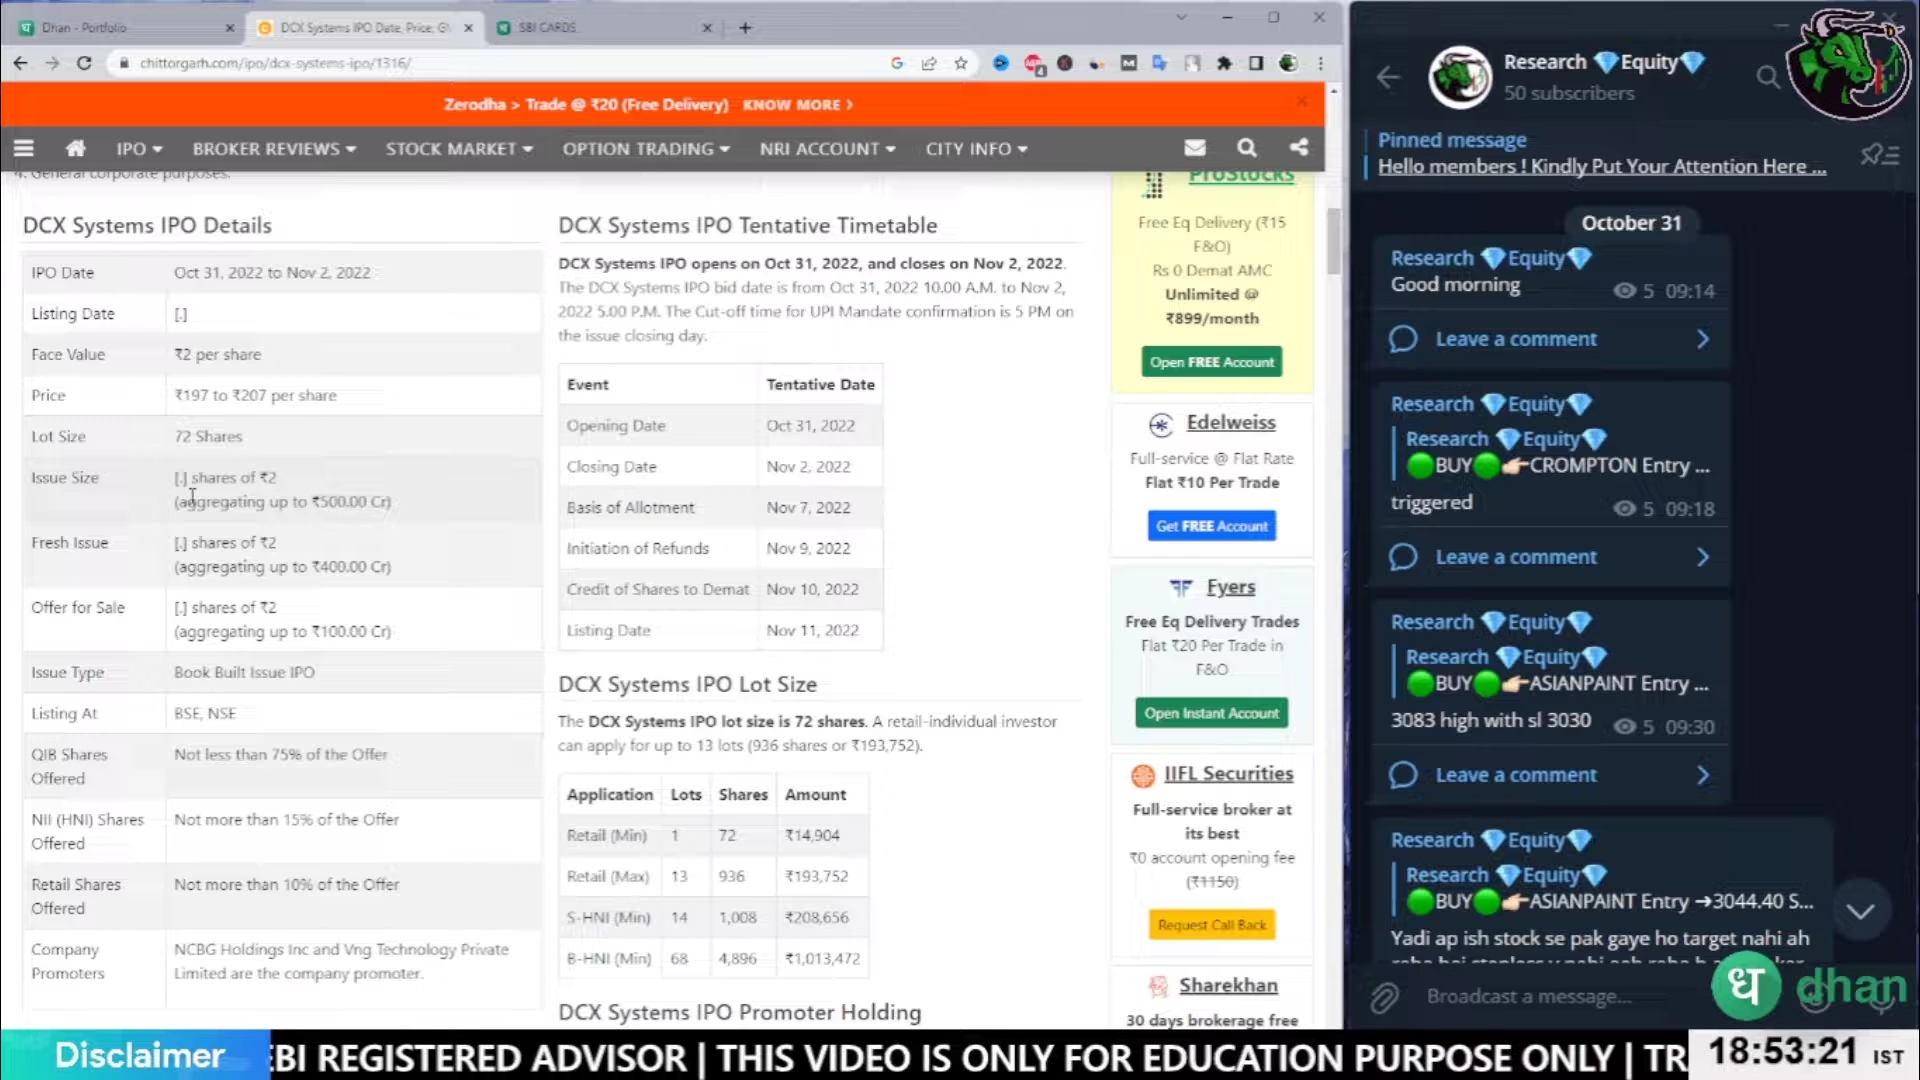 Dhan - Portfolio
DCX Systems IPO Date, Price, GM
SBI CARDS
chittorgarh.com/ipo/dcx-systems-ipo/1316/
Zerodha > Trade @ ₹20 (Free Delivery) KNOW MORE >
IPO
BROKER REVIEWS
STOCK MARKET
OPTION TRADING
NRI ACCOUNT
CITY INFO
4. General corporate purposes.
DCX Systems IPO Details
IPO Date Oct 31, 2022 to Nov 2, 2022
Listing Date [.]
Face Value ₹2 per share
Price ₹197 to ₹207 per share
Lot Size 72 Shares
Issue Size [.] shares of ₹2
(aggregating up to ₹500.00 Cr)
Fresh Issue [.] shares of ₹2
(aggregating up to ₹400.00 Cr)
Offer for Sale [.] shares of ₹2
(aggregating up to ₹100.00 Cr)
Issue Type Book Built Issue IPO
Listing At BSE, NSE
QIB Shares Offered Not less than 75% of the Offer
NII (HNI) Shares Offered Not more than 15% of the Offer
Retail Shares Offered Not more than 10% of the Offer
Company Promoters NCBG Holdings Inc and Vng Technology Private
Limited are the company promoter.
DCX Systems IPO Tentative Timetable
DCX Systems IPO opens on Oct 31, 2022, and closes on Nov 2, 2022.
The DCX Systems IPO bid date is from Oct 31, 2022 10.00 A.M. to Nov 2,
2022 5.00 P.M. The Cut-off time for UPI Mandate confirmation is 5 PM on
the issue closing day.
Event Tentative Date
Opening Date Oct 31, 2022
Closing Date Nov 2, 2022
Basis of Allotment Nov 7, 2022
Initiation of Refunds Nov 9, 2022
Credit of Shares to Demat Nov 10, 2022
Listing Date Nov 11, 2022
DCX Systems IPO Lot Size
The DCX Systems IPO lot size is 72 shares. A retail-individual investor
can apply for up to 13 lots (936 shares or ₹193,752).
Application Lots Shares Amount
Retail (Min) 1 72 ₹14,904
Retail (Max) 13 936 ₹193,752
S-HNI (Min) 14 1,008 ₹208,656
B-HNI (Min) 68 4,896 ₹1,013,472
DCX Systems IPO Promoter Holding
ProStocks
Free Eq Delivery (₹15
F&O)
Rs 0 Demat AMC
Unlimited @
₹899/month
Open FREE Account
Edelweiss
Full-service @ Flat Rate
Flat ₹10 Per Trade
Get FREE Account
Fyers
Free Eq Delivery Trades
Flat ₹20 Per Trade in
F&O
Open Instant Account
IIFL Securities
Full-service broker at
its best
₹0 account opening fee
(₹1150)
Request Call Back
Sharekhan
30 days brokerage free
Research 💎Equity💎
50 subscribers
Pinned message
Hello members ! Kindly Put Your Attention Here ...
October 31
Research 💎Equity💎
Good morning
5 09:14
Leave a comment
Research 💎Equity💎
Research 💎Equity💎
🟢BUY🟢👉CROMPTON Entry ...
triggered
5 09:18
Leave a comment
Research 💎Equity💎
Research 💎Equity💎
🟢BUY🟢👉ASIANPAINT Entry ...
3083 high with sl 3030
5 09:30
Leave a comment
Research 💎Equity💎
Research 💎Equity💎
🟢BUY🟢👉ASIANPAINT Entry ➔3044.40 S...
Yadi ap ish stock se pak gaye ho target nahi ah
Broadcast a message...
ध dhan
Disclaimer
EBI REGISTERED ADVISOR | THIS VIDEO IS ONLY FOR EDUCATION PURPOSE ONLY | TR
18:53:21 IST